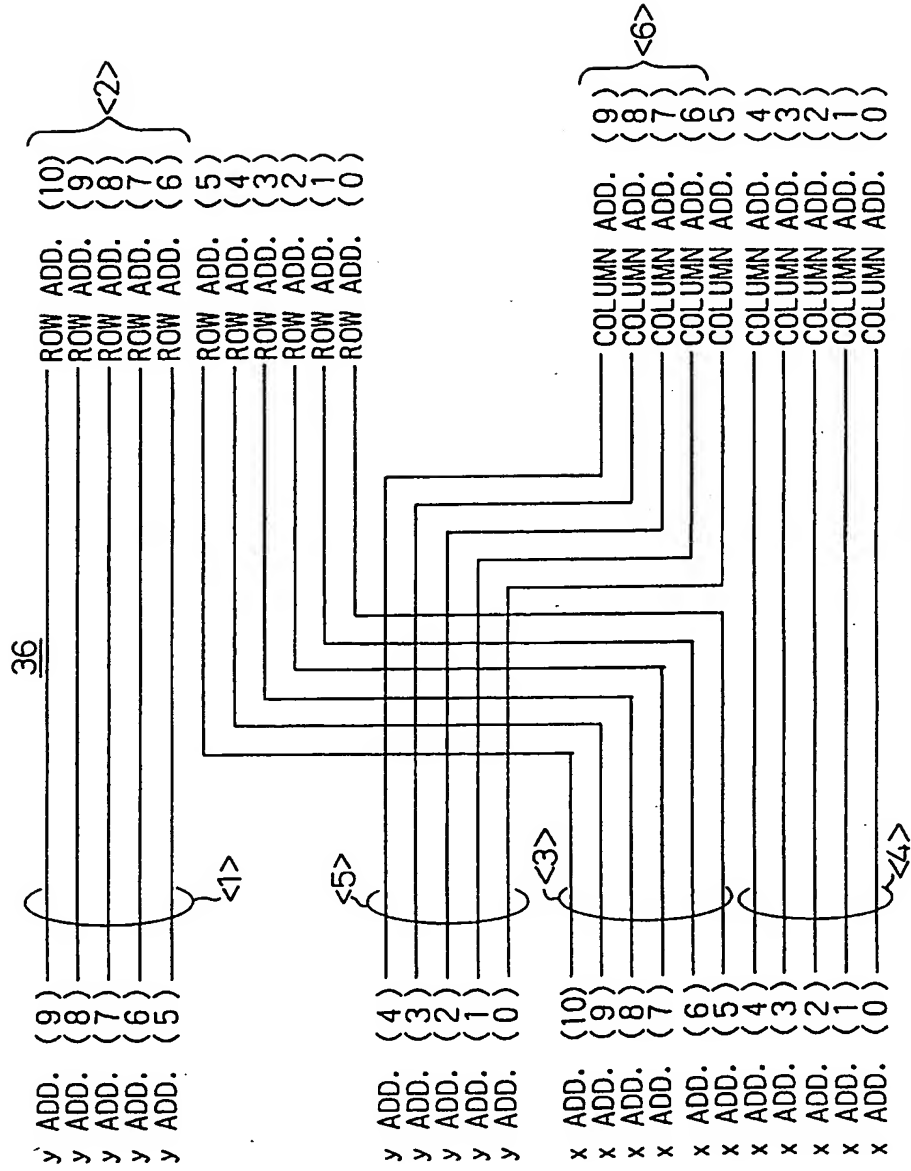 36
y ADD. (9)
y ADD. (8)
y ADD. (7)
y ADD. (6)
y ADD. (5)
<1>
ROW ADD. (10)
ROW ADD. (9)
ROW ADD. (8)
ROW ADD. (7)
ROW ADD. (6)
<2>
ROW ADD. (5)
ROW ADD. (4)
ROW ADD. (3)
ROW ADD. (2)
ROW ADD. (1)
ROW ADD. (0)
y ADD. (4)
y ADD. (3)
y ADD. (2)
y ADD. (1)
y ADD. (0)
<5>
x ADD. (10)
x ADD. (9)
x ADD. (8)
x ADD. (7)
x ADD. (6)
x ADD. (5)
x ADD. (4)
x ADD. (3)
x ADD. (2)
x ADD. (1)
x ADD. (0)
<3>
<4>
COLUMN ADD. (9)
COLUMN ADD. (8)
COLUMN ADD. (7)
COLUMN ADD. (6)
COLUMN ADD. (5)
COLUMN ADD. (4)
COLUMN ADD. (3)
COLUMN ADD. (2)
COLUMN ADD. (1)
COLUMN ADD. (0)
<6>